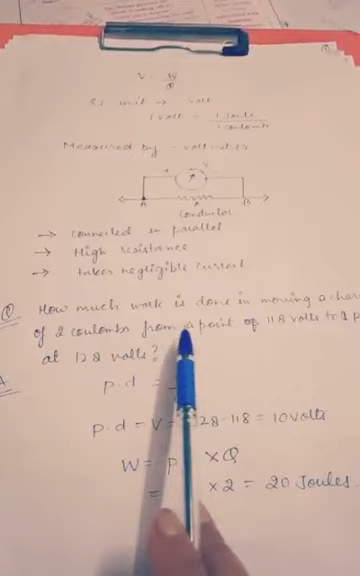 V = W
Q
SI unit → volt
1 volt = 1 Joule
1 coulomb
Measured by - voltmeter
V
A B
conductor
→ connected in parallel
→ High resistance
→ takes negligible current
Q How much work is done in moving a char
of 2 coulombs from a point of 118 volts to
at 128 volts?
A. p.d =
p.d = V = 28-118 = 10 volts
W = p × Q
= × 2 = 20 Joules.